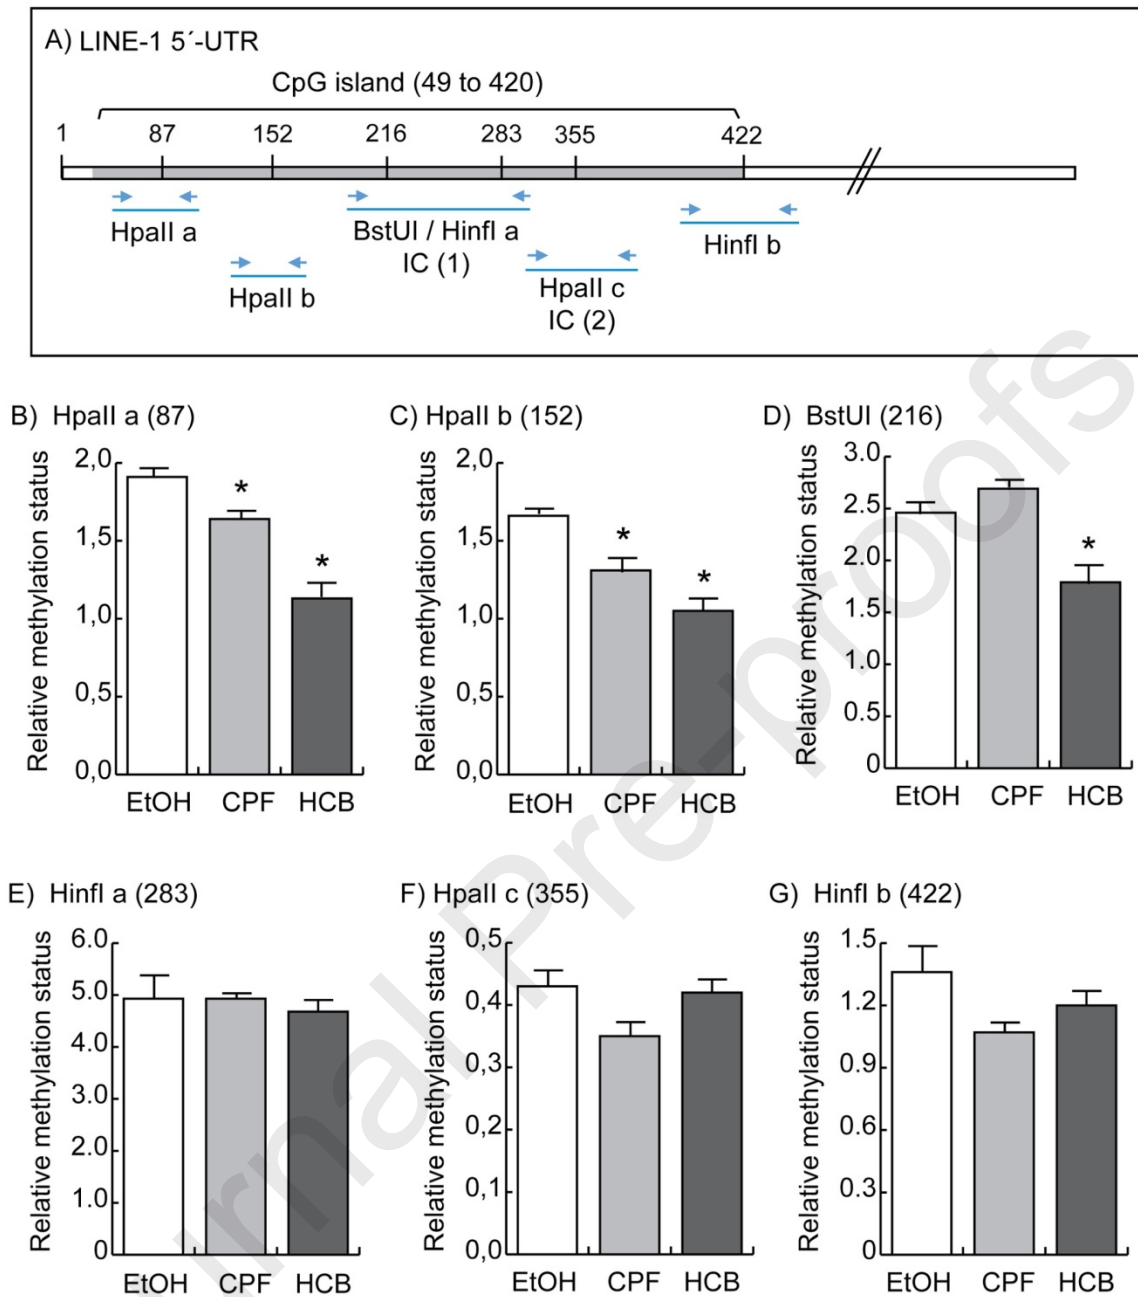 A) LINE-1 5´-UTR
CpG island (49 to 420)
1 87 152 216 283 355 422
HpaII a
BstUI / HinfI a
IC (1)
HinfI b
HpaII b
HpaII c
IC (2)
B) HpaII a (87)
Relative methylation status
2,0
1,5
1,0
0,5
0,0
*
*
EtOH CPF HCB
C) HpaII b (152)
Relative methylation status
2,0
1,5
1,0
0,5
0,0
*
*
EtOH CPF HCB
D) BstUI (216)
Relative methylation status
3.0
2.5
2.0
1.5
1.0
0.5
0
*
EtOH CPF HCB
E) HinfI a (283)
Relative methylation status
6.0
5.0
4.0
3.0
2.0
1.0
0
EtOH CPF HCB
F) HpaII c (355)
Relative methylation status
0,5
0,4
0,3
0,2
0,1
0,0
EtOH CPF HCB
G) HinfI b (422)
Relative methylation status
1.5
1.2
0.9
0.6
0.3
0
EtOH CPF HCB
rnal Pre-proofs